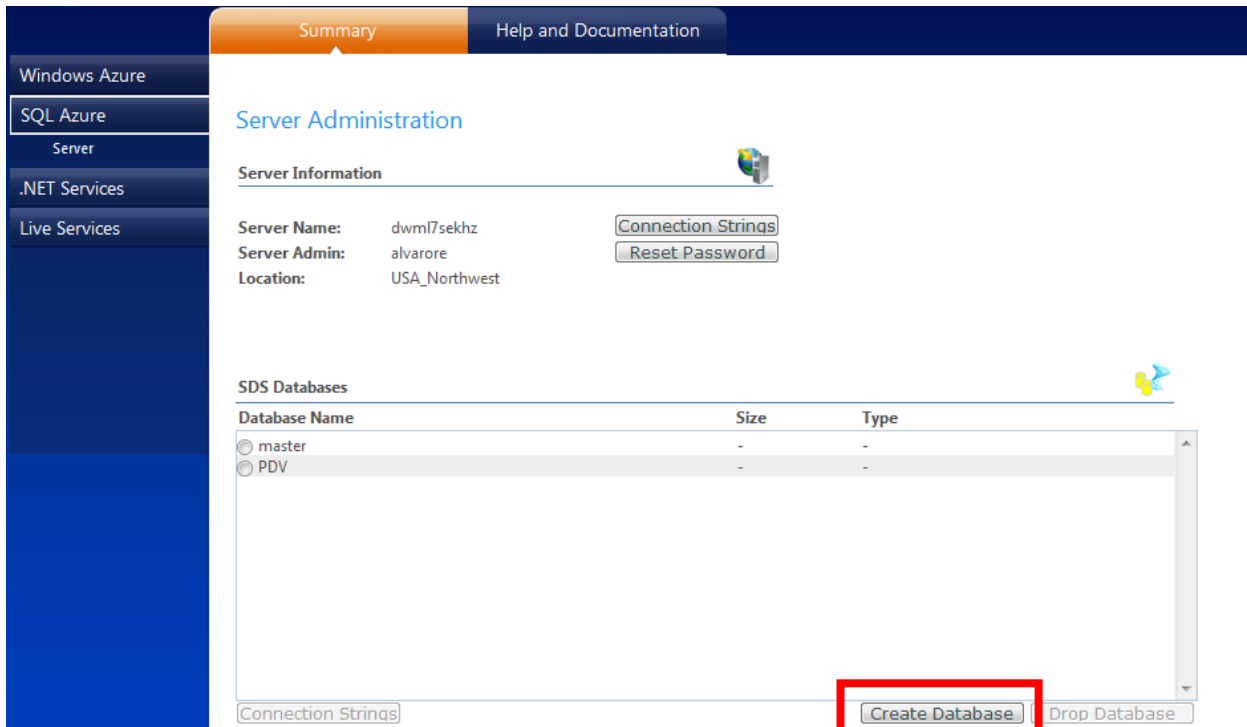 Summary Help and Documentation
Windows Azure
SQL Azure
Server
.NET Services
Live Services
Server Administration
Server Information
Server Name: dwml7sekhz Connection Strings
Server Admin: alvarore Reset Password
Location: USA_Northwest
SDS Databases
Database Name Size Type
master - -
PDV - -
Connection Strings Create Database Drop Database